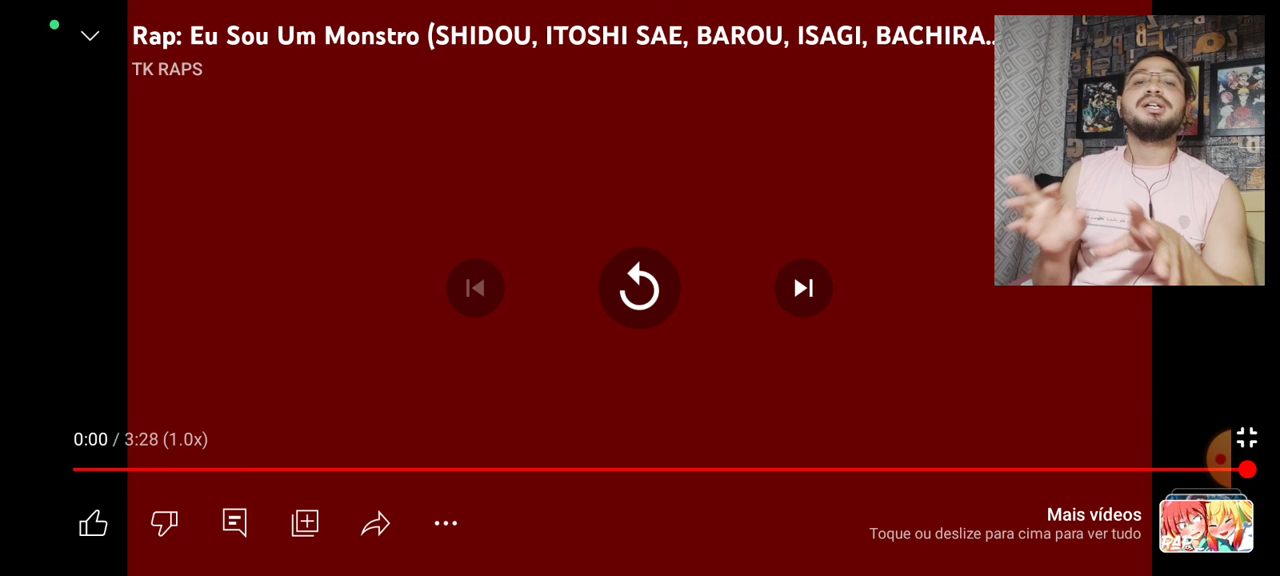 Rap: Eu Sou Um Monstro (SHIDOU, ITOSHI SAE, BAROU, ISAGI, BACHIRA...
TK RAPS
0:00 / 3:28 (1.0x)
Mais vídeos
Toque ou deslize para cima para ver tudo
RAP